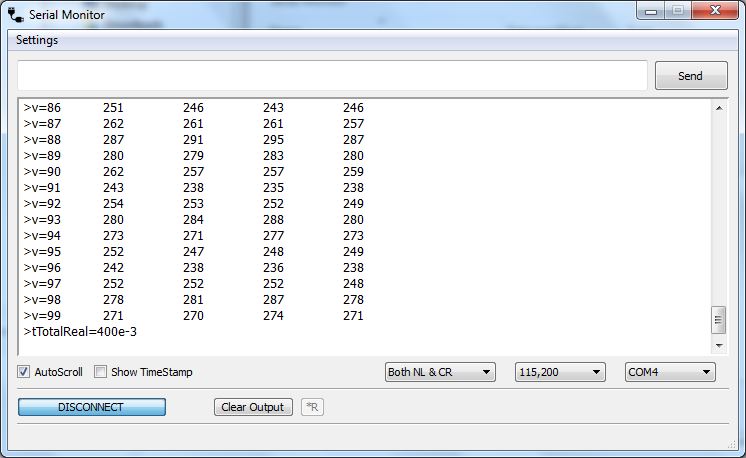 Serial Monitor
Settings
Send
>v=86 251 246 243 246
>v=87 262 261 261 257
>v=88 287 291 295 287
>v=89 280 279 283 280
>v=90 262 257 257 259
>v=91 243 238 235 238
>v=92 254 253 252 249
>v=93 280 284 288 280
>v=94 273 271 277 273
>v=95 252 247 248 249
>v=96 242 238 236 238
>v=97 252 252 252 248
>v=98 278 281 287 278
>v=99 271 270 274 271
>tTotalReal=400e-3
AutoScroll Show TimeStamp Both NL & CR 115,200 COM4
DISCONNECT Clear Output *R